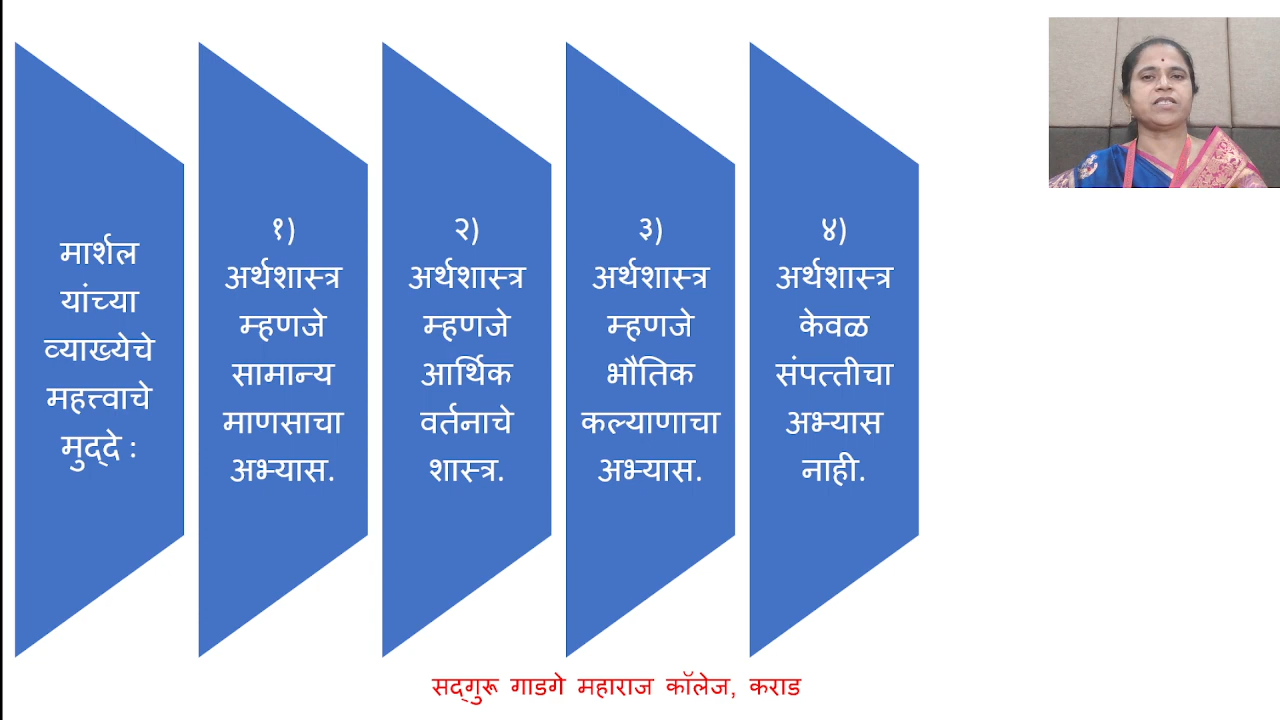 मार्शल
यांच्या
व्याख्येचे
महत्त्वाचे
मुद्‌दे :
१)
अर्थशास्त्र
म्हणजे
सामान्य
माणसाचा
अभ्यास.
२)
अर्थशास्त्र
म्हणजे
आर्थिक
वर्तनाचे
शास्त्र.
३)
अर्थशास्त्र
म्हणजे
भौतिक
कल्याणाचा
अभ्यास.
४)
अर्थशास्त्र
केवळ
संपत्तीचा
अभ्यास
नाही.
सद्‌गुरू गाडगे महाराज कॉलेज, कराड